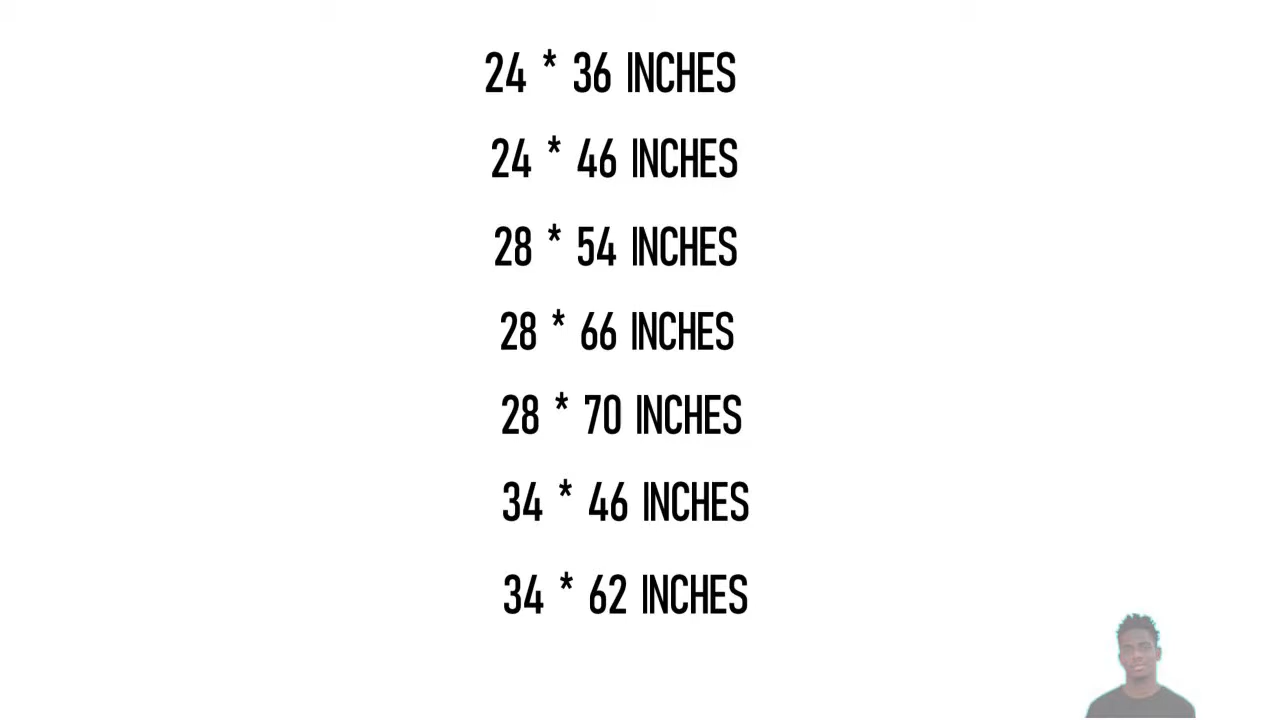 24 * 36 INCHES
24 * 46 INCHES
28 * 54 INCHES
28 * 66 INCHES
28 * 70 INCHES
34 * 46 INCHES
34 * 62 INCHES